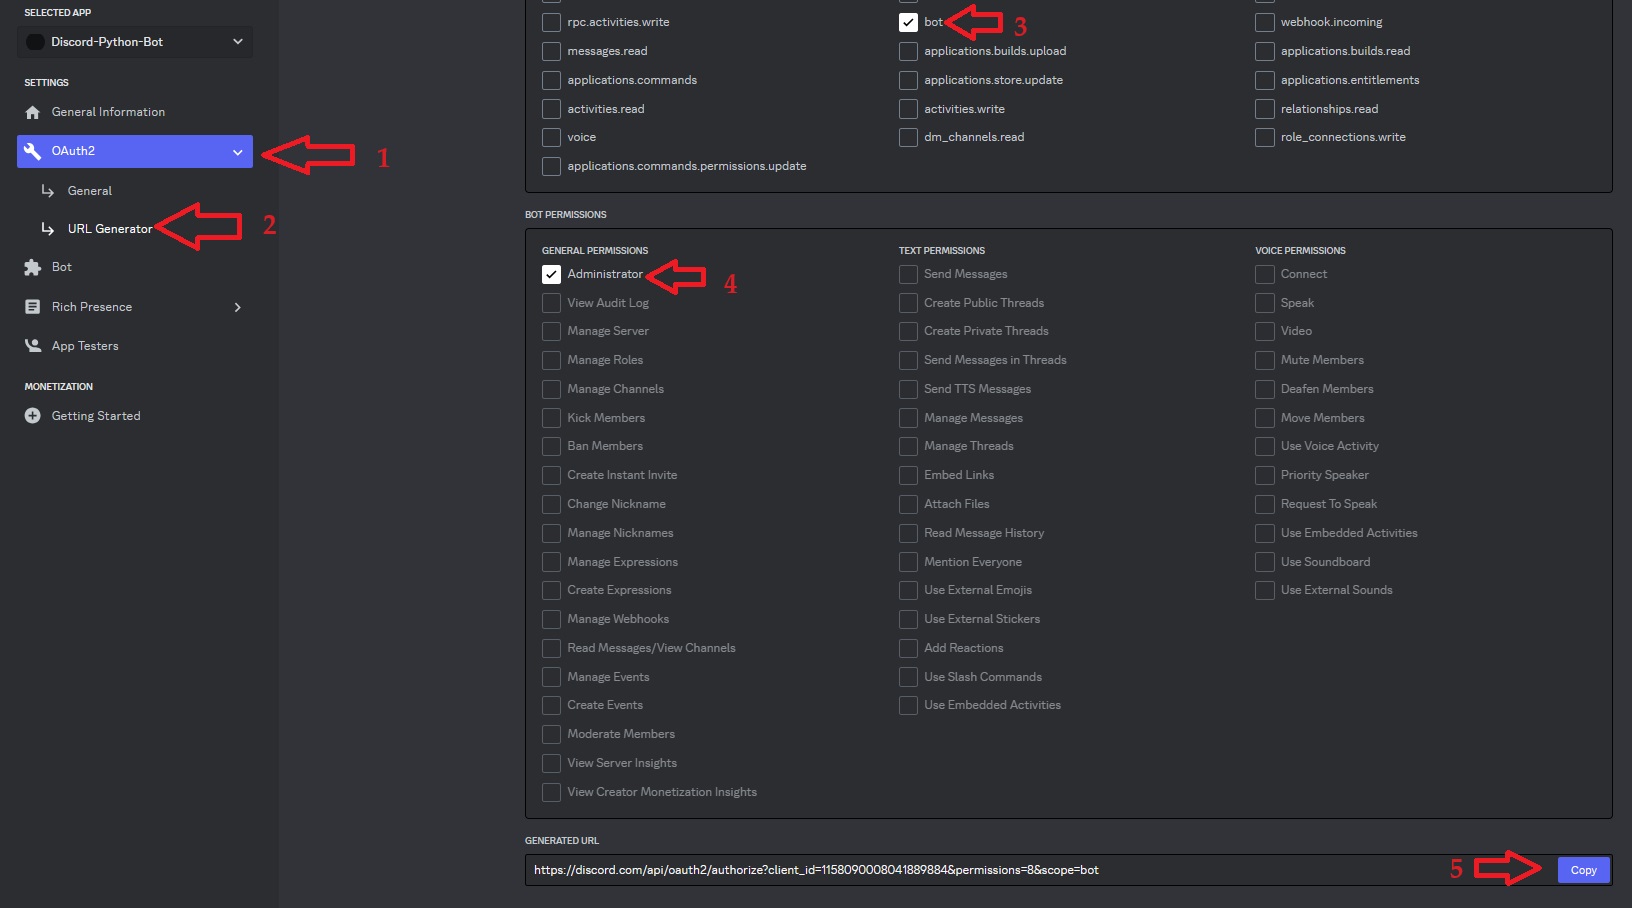 SELECTED APP
Discord-Python-Bot
SETTINGS
General Information
OAuth2
1
General
URL Generator
2
Bot
Rich Presence
App Testers
MONETIZATION
Getting Started
rpc.activities.write
bot
3
webhook.incoming
messages.read
applications.builds.upload
applications.builds.read
applications.commands
applications.store.update
applications.entitlements
activities.read
activities.write
relationships.read
voice
dm_channels.read
role_connections.write
applications.commands.permissions.update
BOT PERMISSIONS
GENERAL PERMISSIONS
Administrator
4
View Audit Log
Manage Server
Manage Roles
Manage Channels
Kick Members
Ban Members
Create Instant Invite
Change Nickname
Manage Nicknames
Manage Expressions
Create Expressions
Manage Webhooks
Read Messages/View Channels
Manage Events
Create Events
Moderate Members
View Server Insights
View Creator Monetization Insights
TEXT PERMISSIONS
Send Messages
Create Public Threads
Create Private Threads
Send Messages in Threads
Send TTS Messages
Manage Messages
Manage Threads
Embed Links
Attach Files
Read Message History
Mention Everyone
Use External Emojis
Use External Stickers
Add Reactions
Use Slash Commands
Use Embedded Activities
VOICE PERMISSIONS
Connect
Speak
Video
Mute Members
Deafen Members
Move Members
Use Voice Activity
Priority Speaker
Request To Speak
Use Embedded Activities
Use Soundboard
Use External Sounds
GENERATED URL
https://discord.com/api/oauth2/authorize?client_id=1158090008041889884&permissions=8&scope=bot
5
Copy